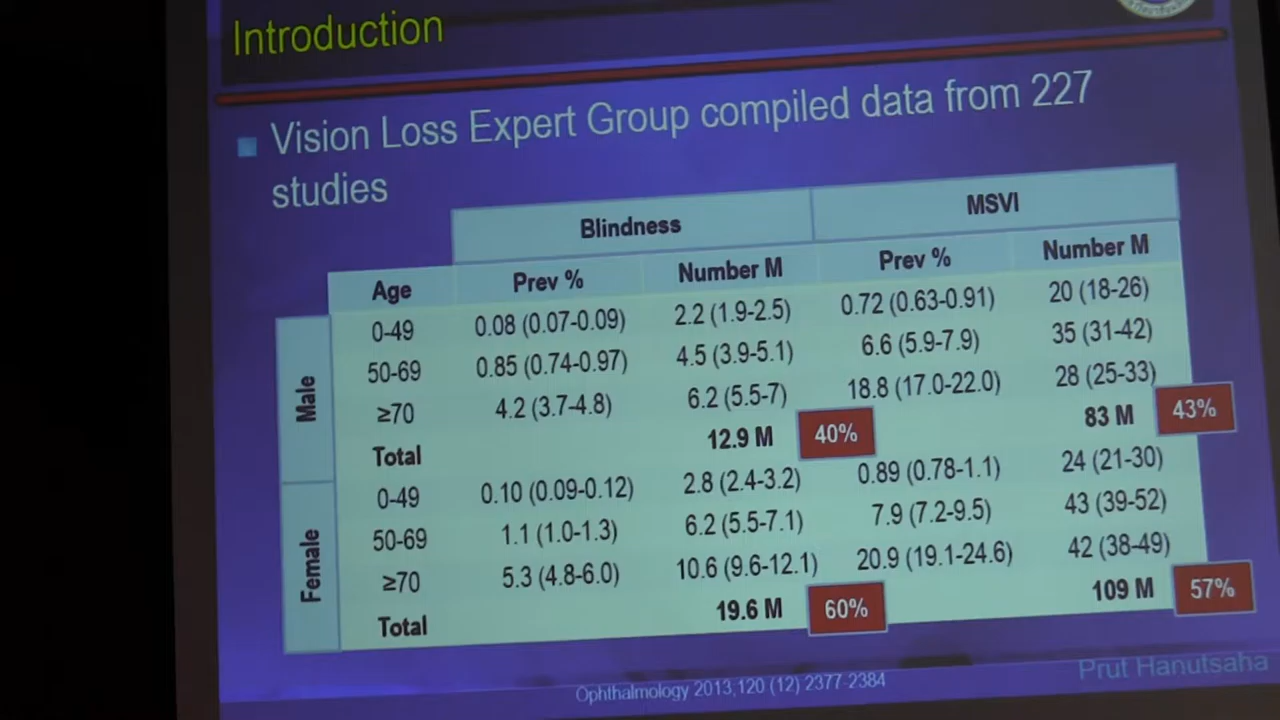 Introduction
Vision Loss Expert Group compiled data from 227
studies
Blindness MSVI
Age Prev % Number M Prev % Number M
Male
0-49 0.08 (0.07-0.09) 2.2 (1.9-2.5) 0.72 (0.63-0.91) 20 (18-26)
50-69 0.85 (0.74-0.97) 4.5 (3.9-5.1) 6.6 (5.9-7.9) 35 (31-42)
≥70 4.2 (3.7-4.8) 6.2 (5.5-7) 18.8 (17.0-22.0) 28 (25-33)
Total 12.9 M 40% 83 M 43%
Female
0-49 0.10 (0.09-0.12) 2.8 (2.4-3.2) 0.89 (0.78-1.1) 24 (21-30)
50-69 1.1 (1.0-1.3) 6.2 (5.5-7.1) 7.9 (7.2-9.5) 43 (39-52)
≥70 5.3 (4.8-6.0) 10.6 (9.6-12.1) 20.9 (19.1-24.6) 42 (38-49)
Total 19.6 M 60% 109 M 57%
Ophthalmology 2013,120 (12) 2377-2384
Prut Hanutsaha